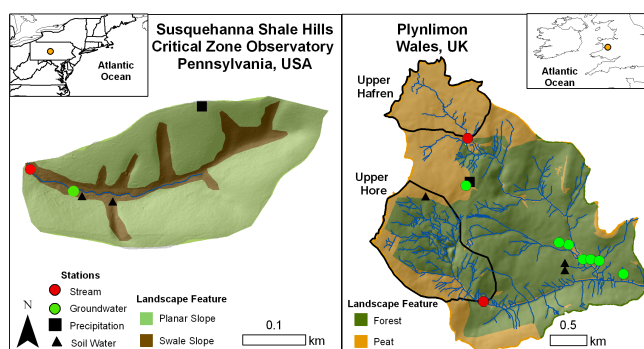 Susquehanna Shale Hills
Critical Zone Observatory
Pennsylvania, USA
Atlantic
Ocean
Stations
Stream
Groundwater
Precipitation
Soil Water
N
Landscape Feature
Planar Slope
Swale Slope
0.1
km
Plynlimon
Wales, UK
Atlantic
Ocean
Upper
Hafren
Upper
Hore
Landscape Feature
Forest
Peat
0.5
km